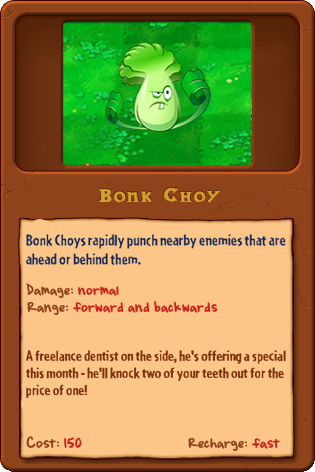 Bonk Choy
Bonk Choys rapidly punch nearby enemies that are
ahead or behind them.
Damage: normal
Range: forward and backwards
A freelance dentist on the side, he's offering a special
this month - he'll knock two of your teeth out for the
price of one!
Cost: 150 Recharge: fast